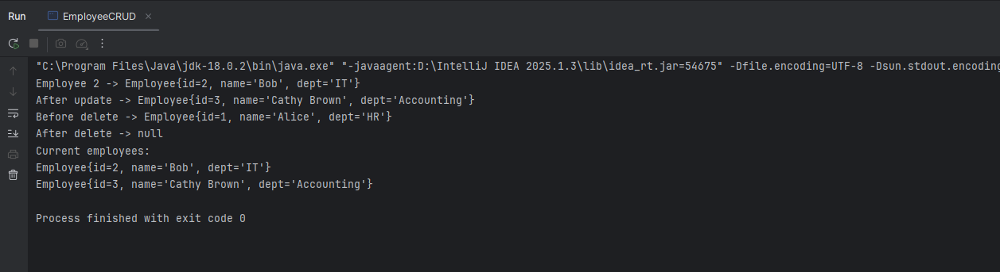 Run EmployeeCRUD
"C:\Program Files\Java\jdk-18.0.2\bin\java.exe" "-javaagent:D:\IntelliJ IDEA 2025.1.3\lib\idea_rt.jar=54675" -Dfile.encoding=UTF-8 -Dsun.stdout.encoding
Employee 2 -> Employee{id=2, name='Bob', dept='IT'}
After update -> Employee{id=3, name='Cathy Brown', dept='Accounting'}
Before delete -> Employee{id=1, name='Alice', dept='HR'}
After delete -> null
Current employees:
Employee{id=2, name='Bob', dept='IT'}
Employee{id=3, name='Cathy Brown', dept='Accounting'}
Process finished with exit code 0